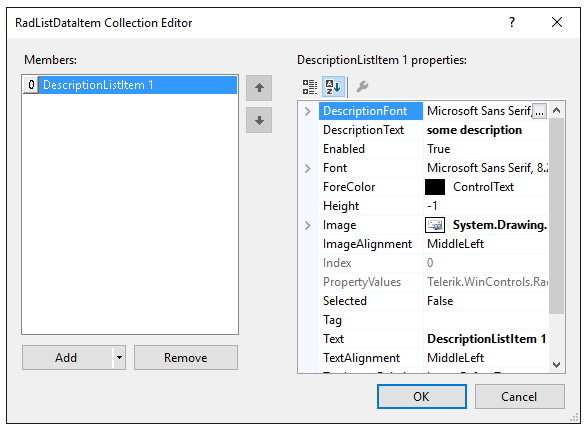 RadListDataItem Collection Editor
Members:
0 DescriptionListItem 1
Add
Remove
DescriptionListItem 1 properties:
DescriptionFont Microsoft Sans Serif, ...
DescriptionText some description
Enabled True
Font Microsoft Sans Serif, 8.2
ForeColor ControlText
Height -1
Image System.Drawing.
ImageAlignment MiddleLeft
Index 0
PropertyValues Telerik.WinControls.Ra
Selected False
Tag
Text DescriptionListItem 1
TextAlignment MiddleLeft
OK
Cancel